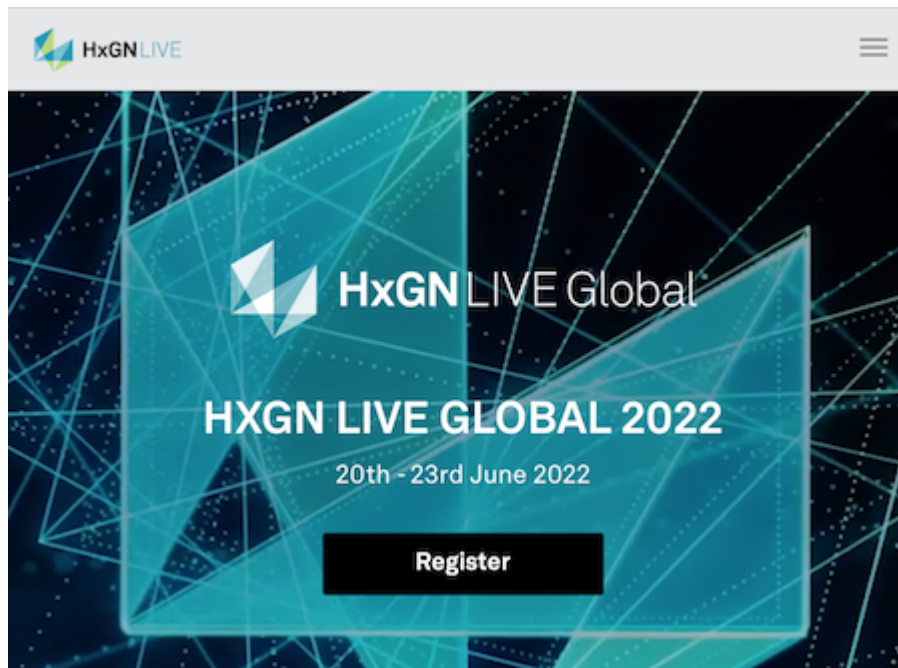 HxGNLIVE
HxGNLIVE Global
HXGN LIVE GLOBAL 2022
20th - 23rd June 2022
Register